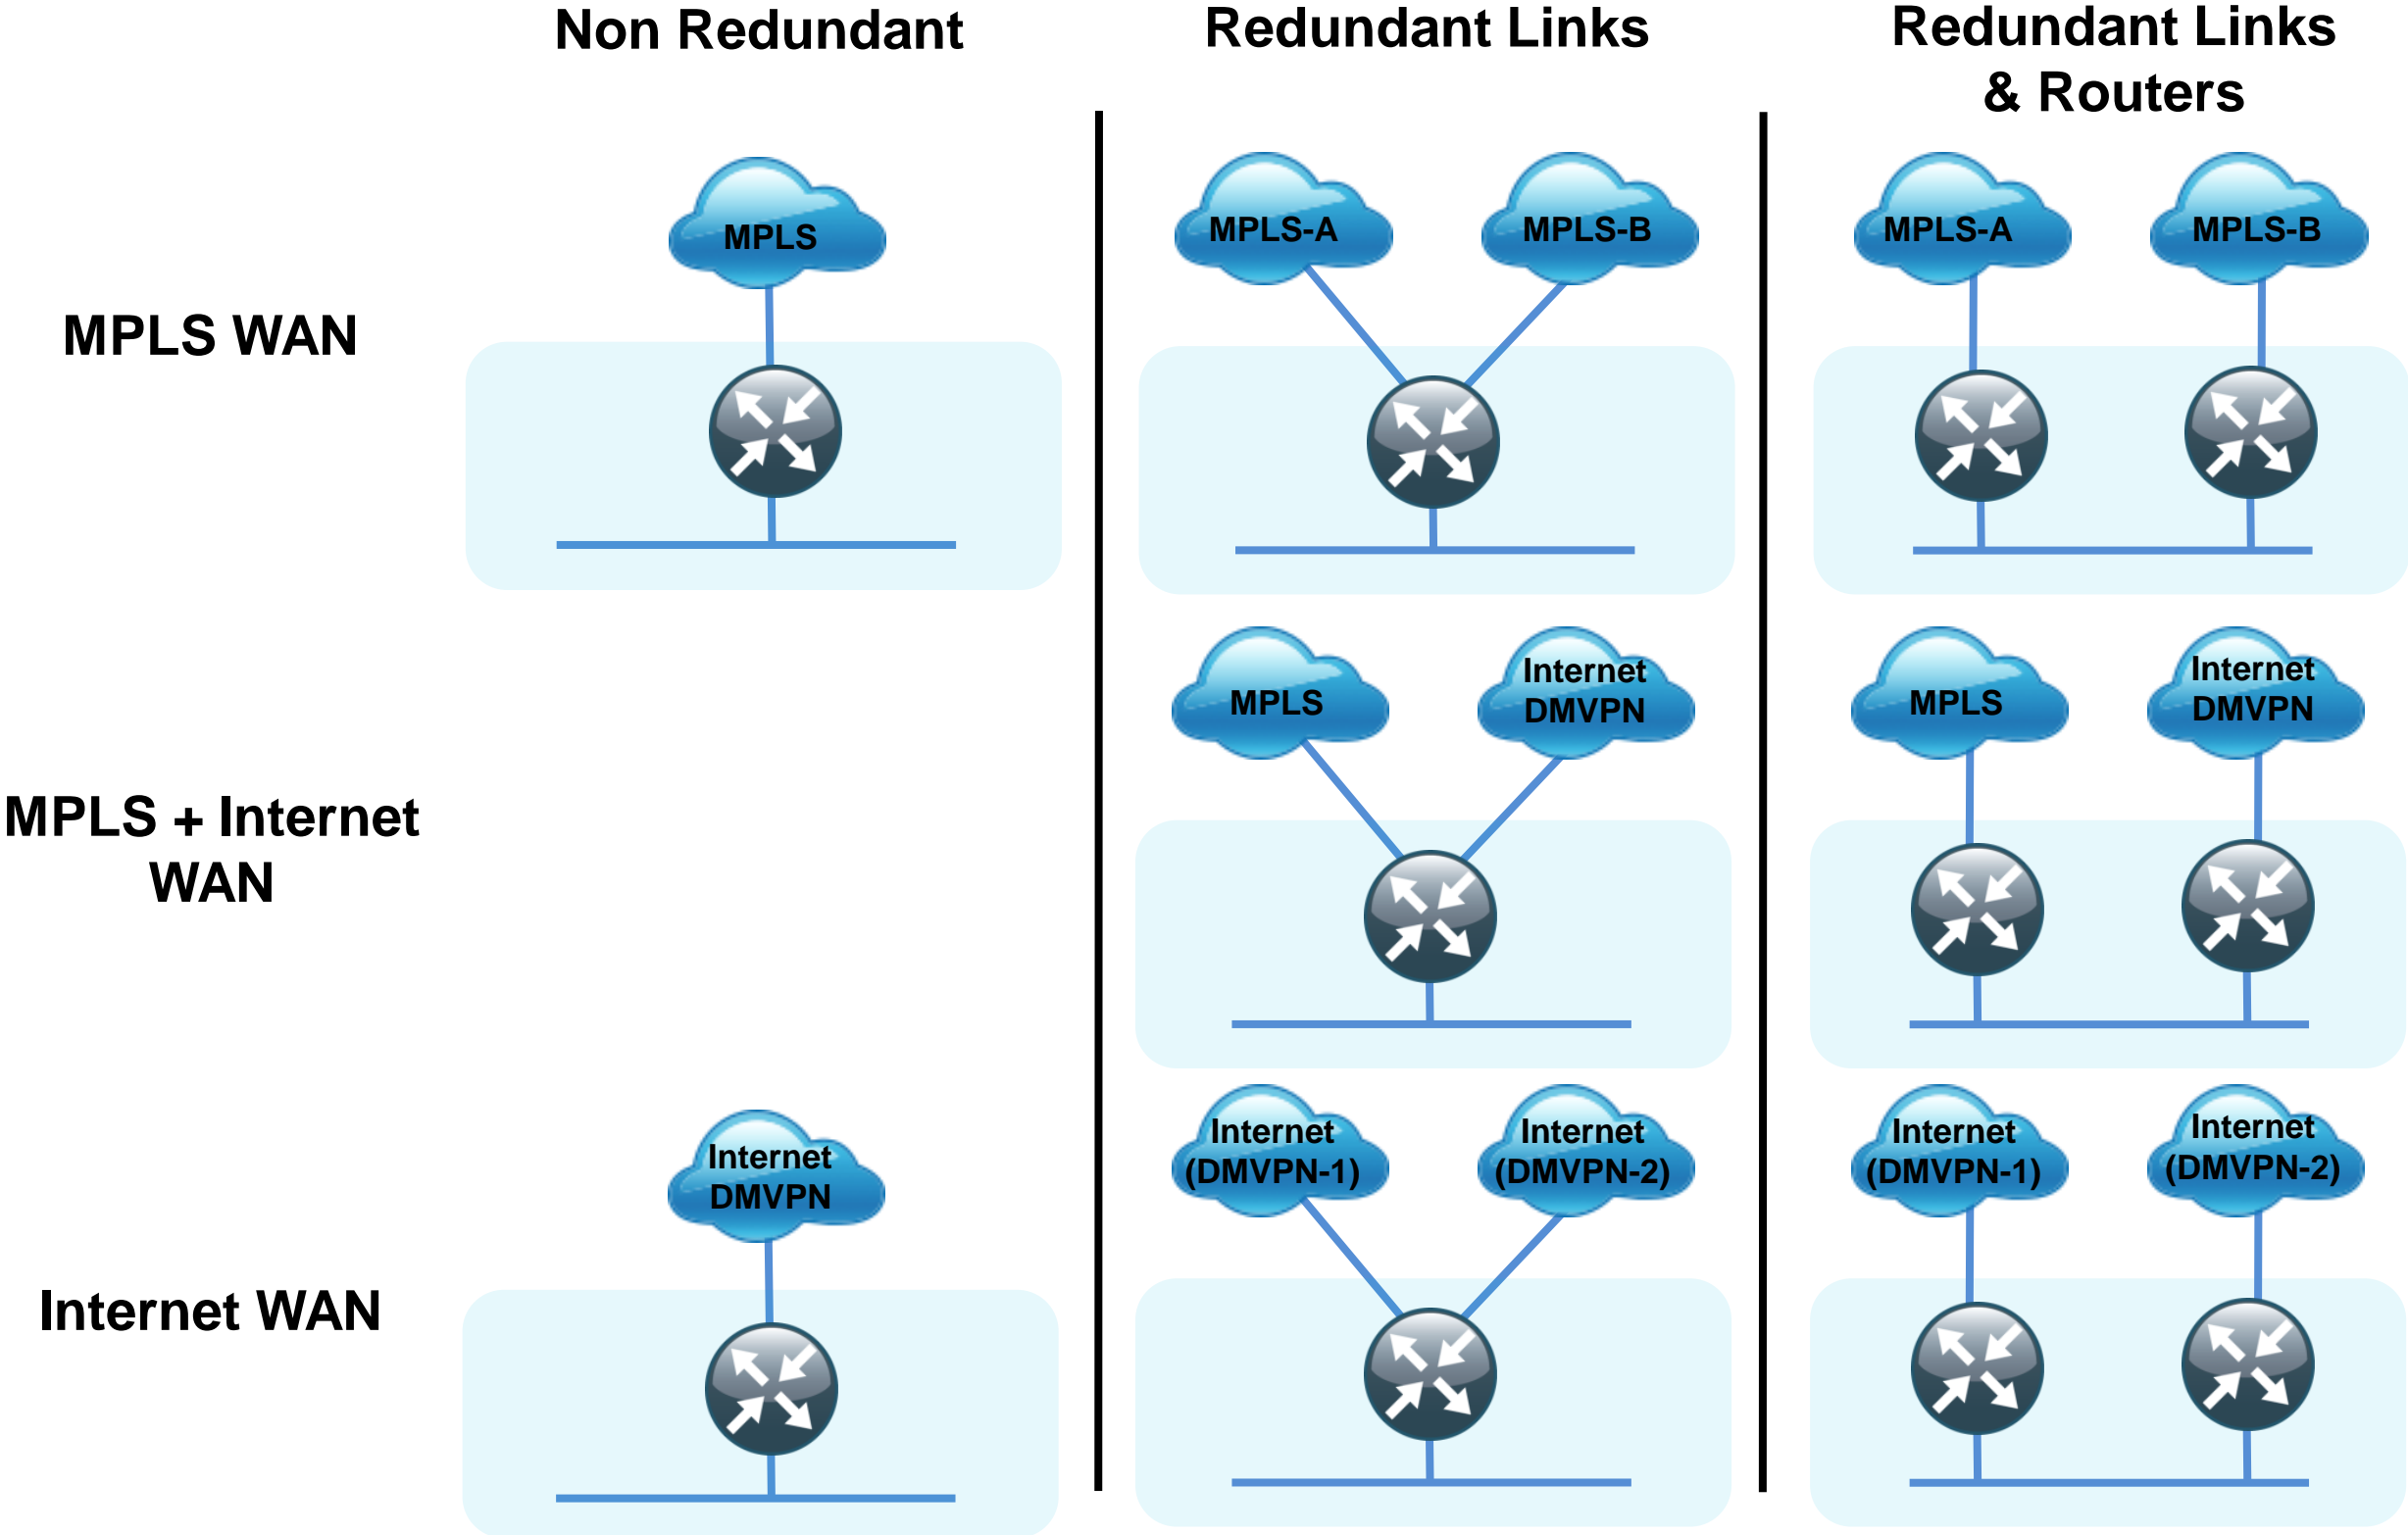 Non Redundant
Redundant Links
Redundant Links
& Routers
MPLS WAN
MPLS
MPLS-A
MPLS-B
MPLS-A
MPLS-B
MPLS + Internet
WAN
MPLS
Internet
DMVPN
MPLS
Internet
DMVPN
Internet WAN
Internet
DMVPN
Internet
(DMVPN-1)
Internet
(DMVPN-2)
Internet
(DMVPN-1)
Internet
(DMVPN-2)